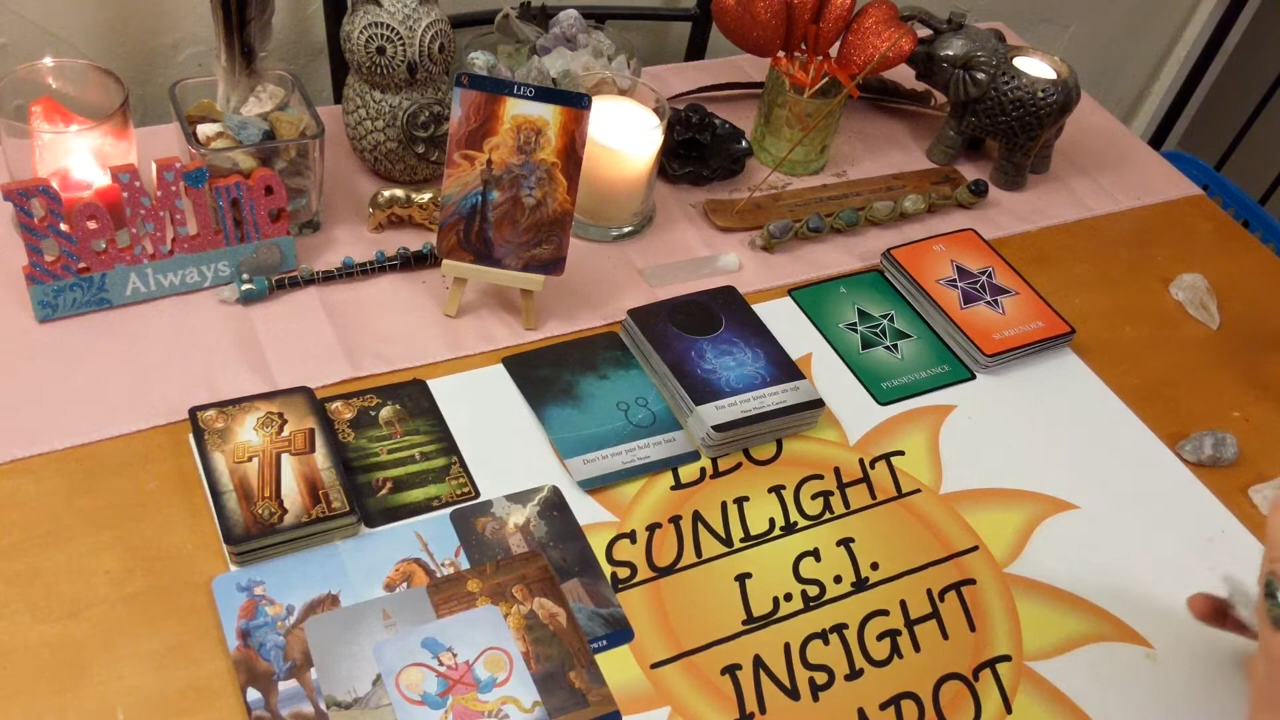 LEO
Be Mine
Always
91
SURRENDER
4
PERSEVERANCE
You and your loved ones are safe
New Moon in Cancer
Don't let your past hold you back
South Node
LEO
SUNLIGHT
L.S.I.
INSIGHT
TAROT